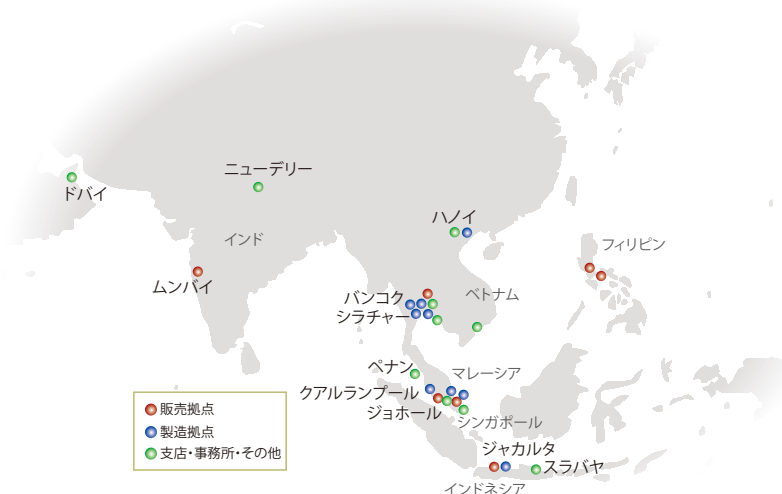 ニューデリー
ドバイ
ハノイ
インド
フィリピン
ムンバイ
バンコク
ベトナム
シラチャー
ペナン
マレーシア
クアルランプール
ジョホール
シンガポール
販売拠点
製造拠点
支店・事務所・その他
ジャカルタ
スラバヤ
インドネシア